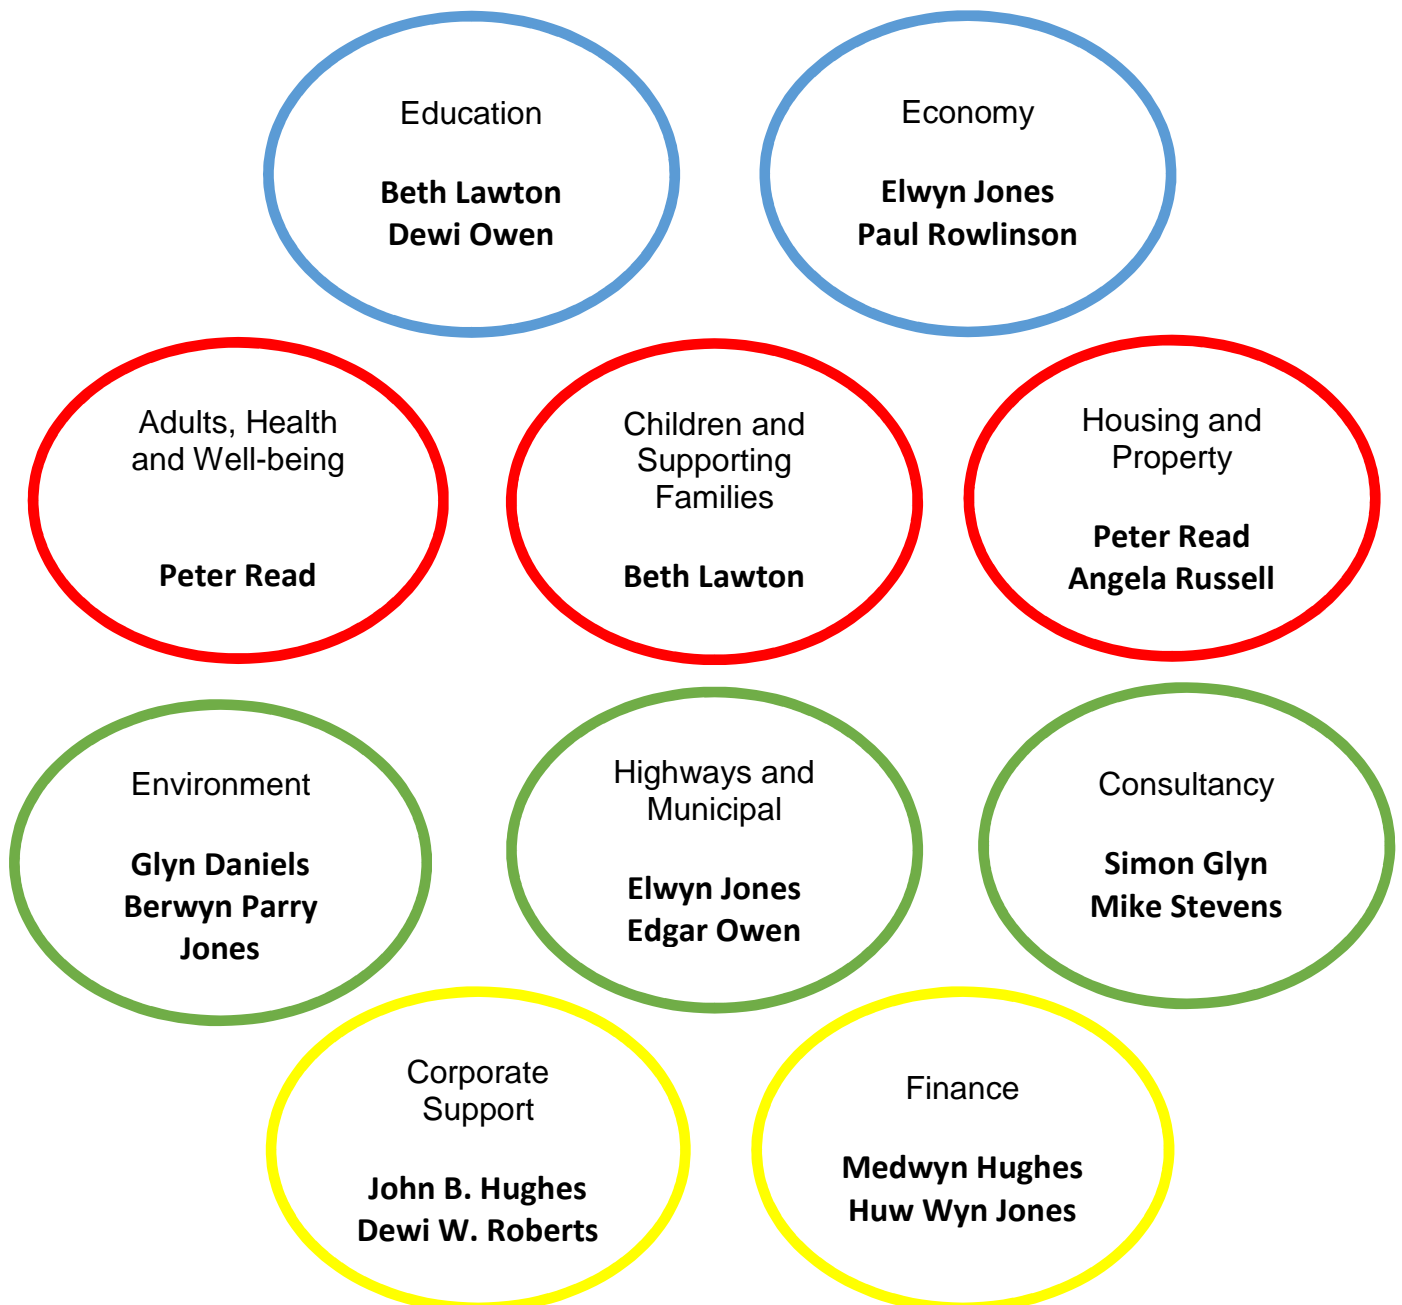 Education
Beth Lawton
Dewi Owen
Economy
Elwyn Jones
Paul Rowlinson
Adults, Health
and Well-being
Peter Read
Children and
Supporting
Families
Beth Lawton
Housing and
Property
Peter Read
Angela Russell
Environment
Glyn Daniels
Berwyn Parry
Jones
Highways and
Municipal
Elwyn Jones
Edgar Owen
Consultancy
Simon Glyn
Mike Stevens
Corporate
Support
John B. Hughes
Dewi W. Roberts
Finance
Medwyn Hughes
Huw Wyn Jones